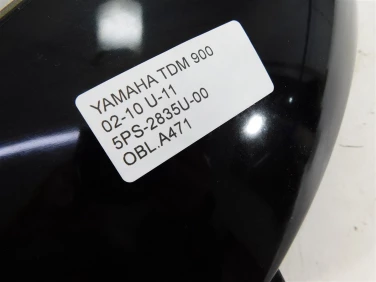 YAMAHA TDM 900
02-10 U-11
5PS-2835U-00
OBL.A471